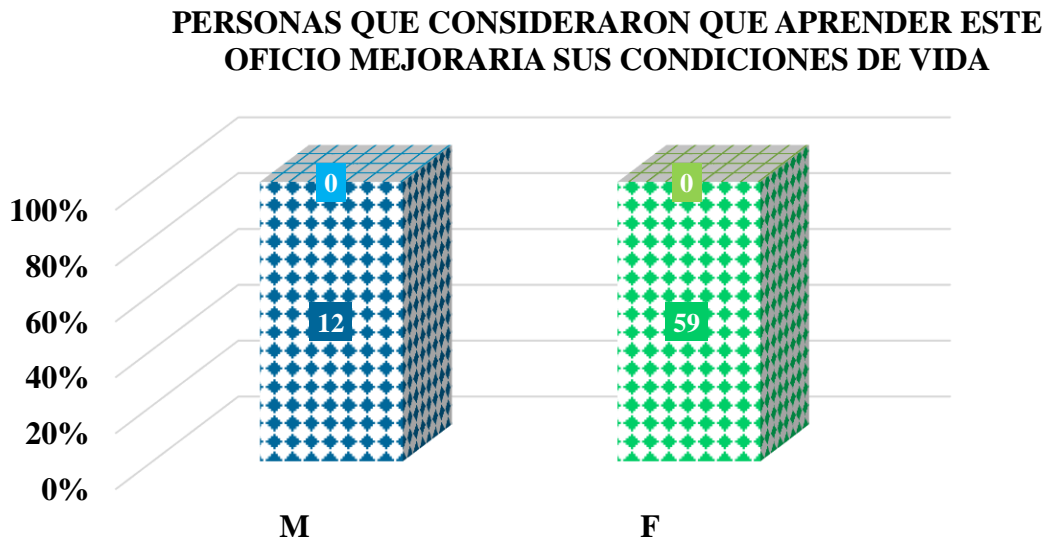 PERSONAS QUE CONSIDERARON QUE APRENDER ESTE
OFICIO MEJORARIA SUS CONDICIONES DE VIDA
0
0
100%
80%
60%
12
59
40%
20%
0%
M
F